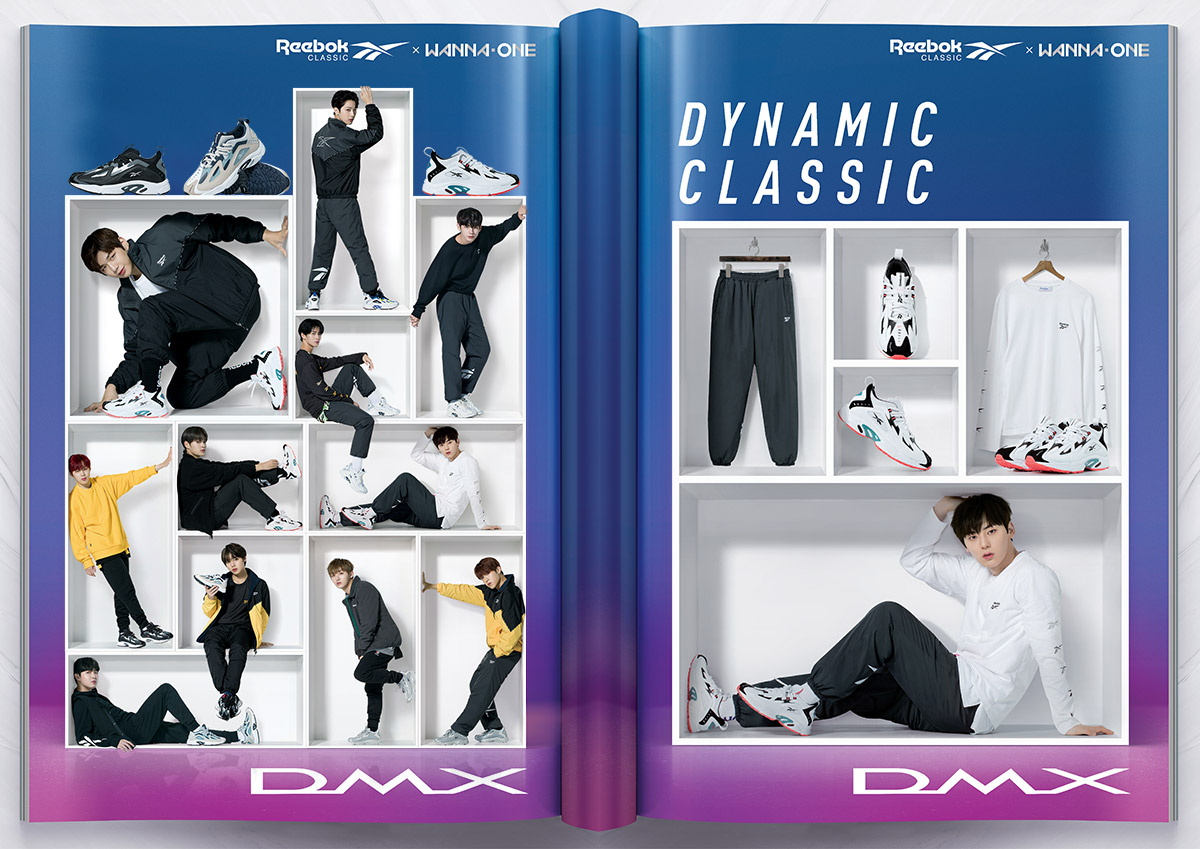 Reebok
CLASSIC
× WANNA·ONE
DMX
Reebok
CLASSIC
× WANNA·ONE
DYNAMIC
CLASSIC
DMX